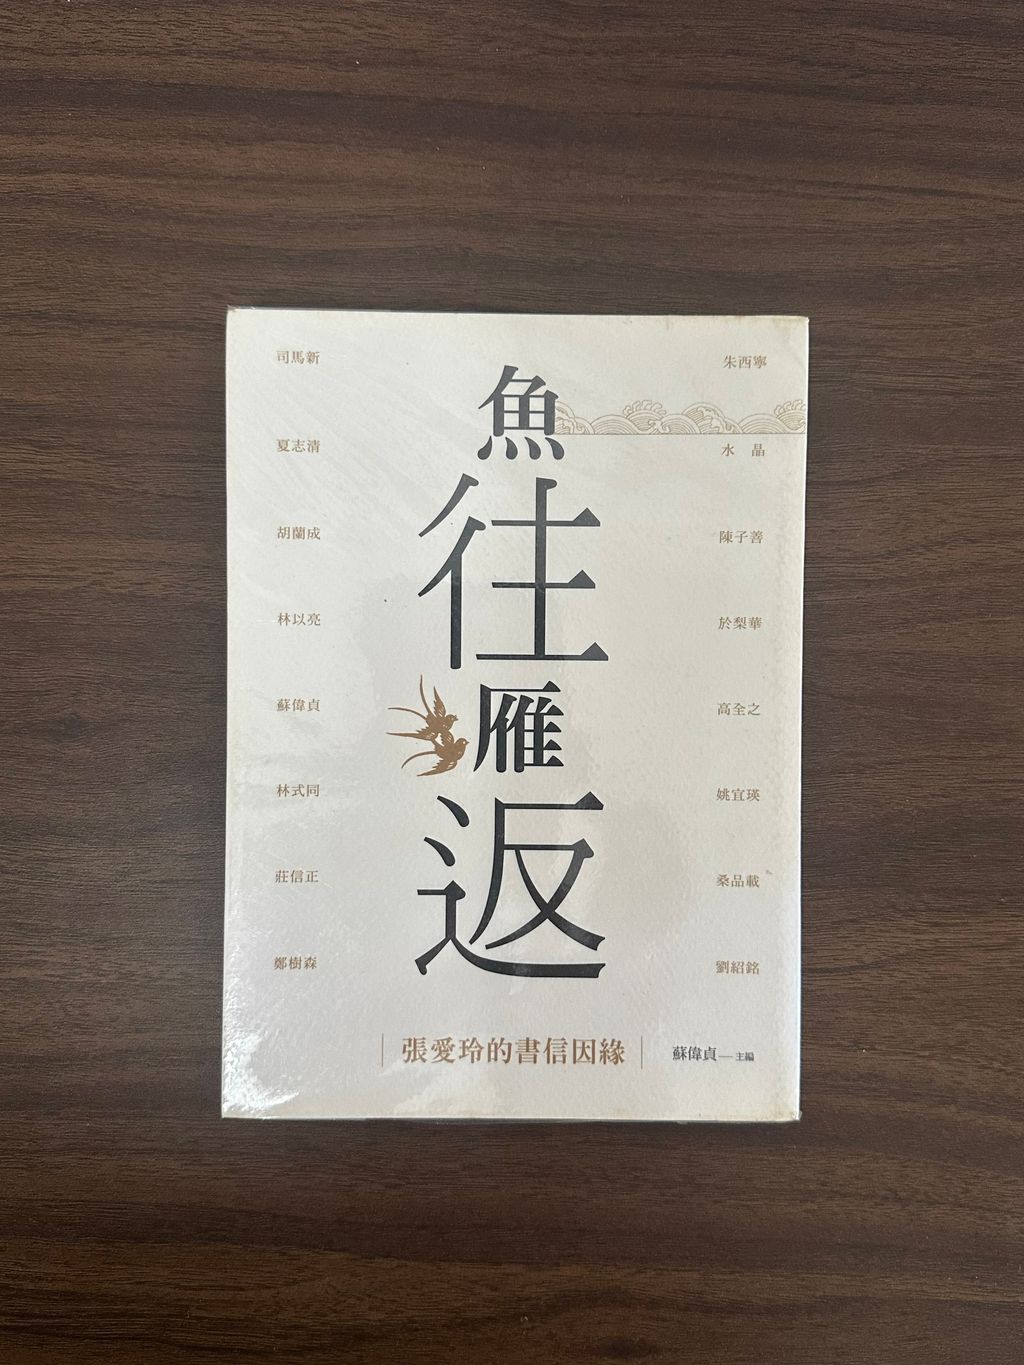 魚
往
雁
返
張愛玲的書信因緣
蘇偉貞—主編
司馬新
夏志清
胡蘭成
林以亮
蘇偉貞
林式同
莊信正
鄭樹森
朱西寧
水 晶
陳子善
於梨華
高全之
姚宜瑛
桑品載
劉紹銘